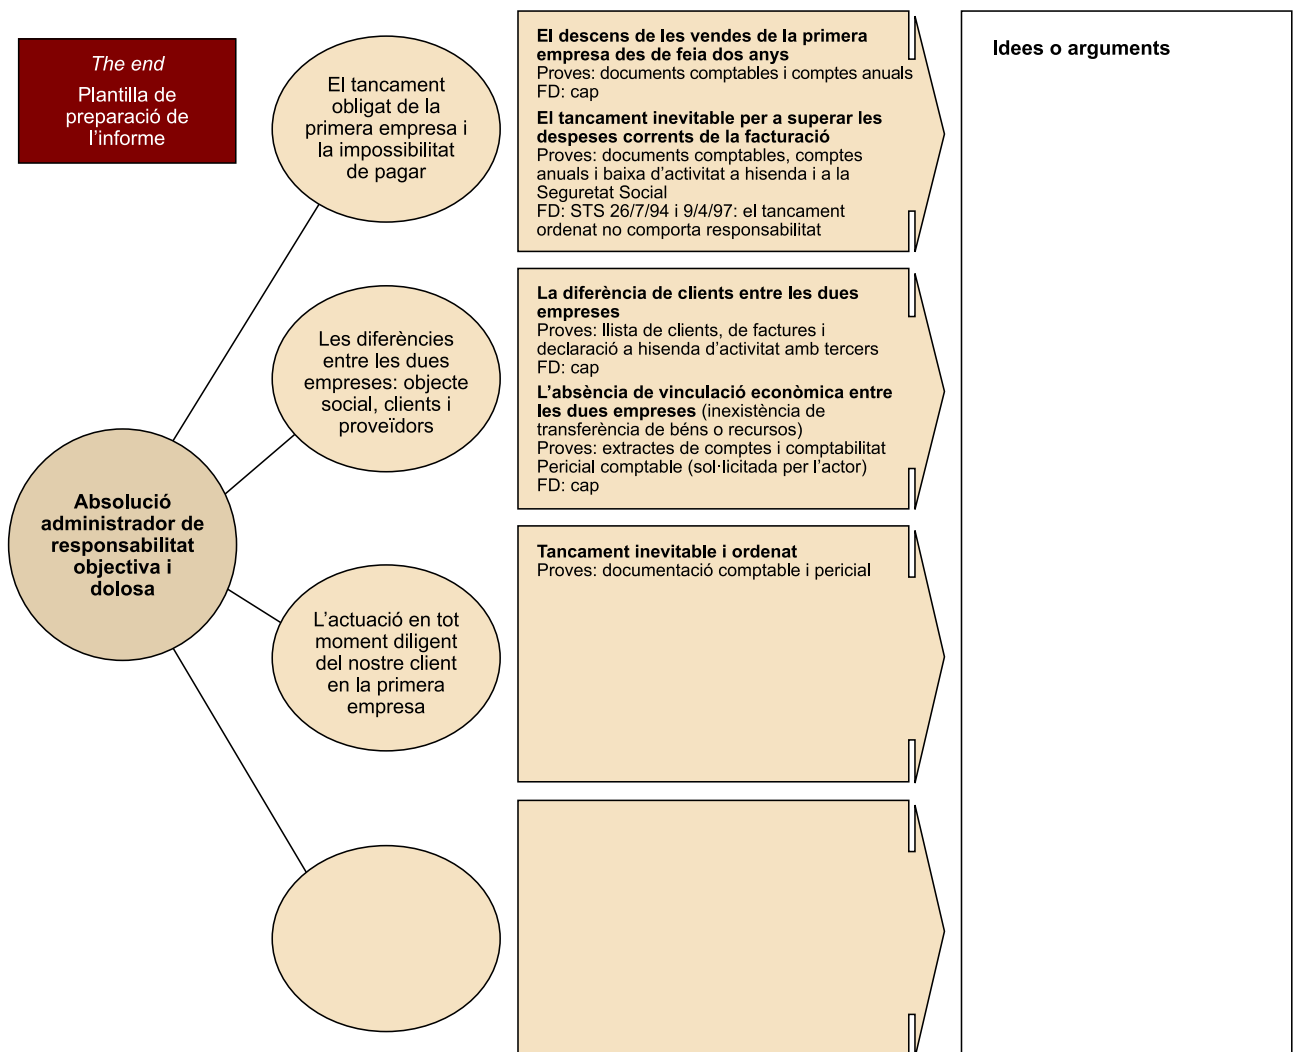 The end
Plantilla de
preparació de
l’informe
El tancament
obligat de la
primera empresa i
la impossibilitat
de pagar
El descens de les vendes de la primera
empresa des de feia dos anys
Proves: documents comptables i comptes anuals
FD: cap
El tancament inevitable per a superar les
despeses corrents de la facturació
Proves: documents comptables, comptes
anuals i baixa d’activitat a hisenda i a la
Seguretat Social
FD: STS 26/7/94 i 9/4/97: el tancament
ordenat no comporta responsabilitat
Idees o arguments
Les diferències
entre les dues
empreses: objecte
social, clients i
proveïdors
La diferència de clients entre les dues
empreses
Proves: llista de clients, de factures i
declaració a hisenda d’activitat amb tercers
FD: cap
L’absència de vinculació econòmica entre
les dues empreses (inexistència de
transferència de béns o recursos)
Proves: extractes de comptes i comptabilitat
Pericial comptable (sol·licitada per l’actor)
FD: cap
Absolució
administrador de
responsabilitat
objectiva i
dolosa
L’actuació en tot
moment diligent
del nostre client
en la primera
empresa
Tancament inevitable i ordenat
Proves: documentació comptable i pericial